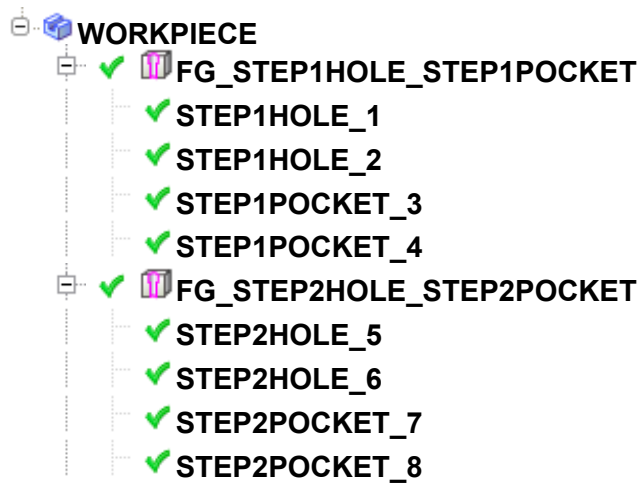 WORKPIECE
FG_STEP1HOLE_STEP1POCKET
STEP1HOLE_1
STEP1HOLE_2
STEP1POCKET_3
STEP1POCKET_4
FG_STEP2HOLE_STEP2POCKET
STEP2HOLE_5
STEP2HOLE_6
STEP2POCKET_7
STEP2POCKET_8